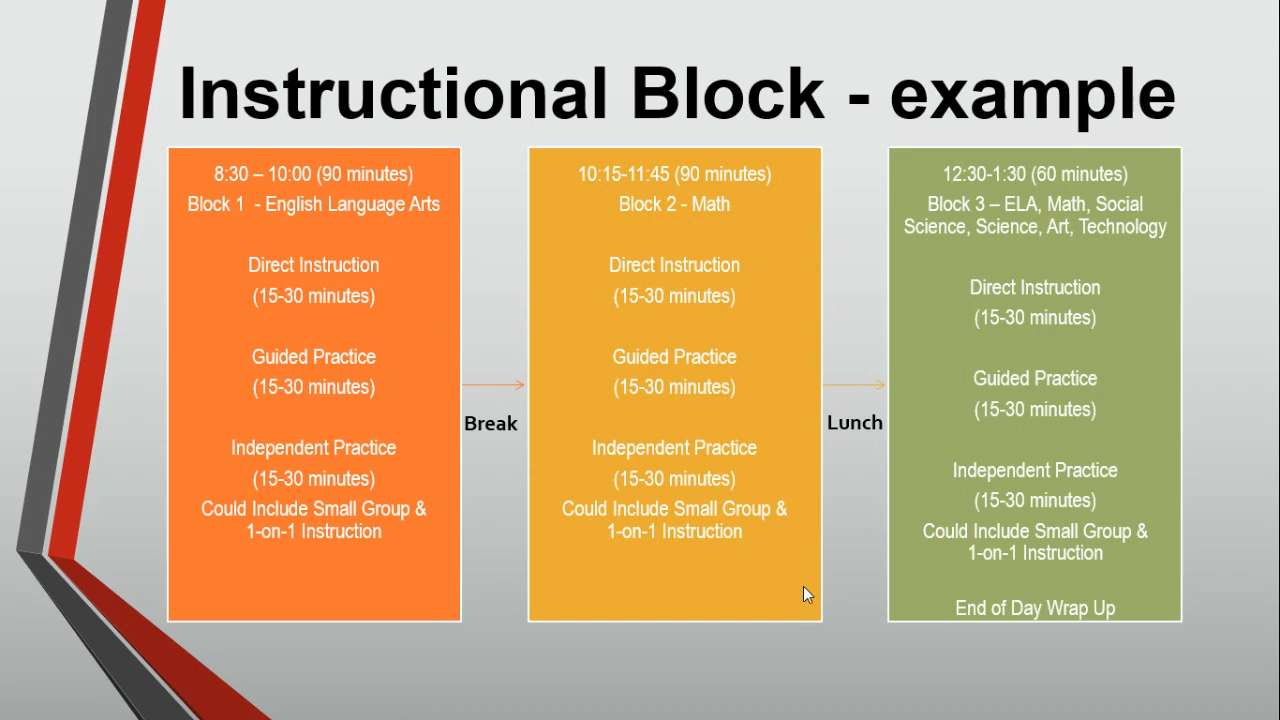 Instructional Block - example
8:30 – 10:00 (90 minutes)
Block 1 - English Language Arts
Direct Instruction
(15-30 minutes)
Guided Practice
(15-30 minutes)
Independent Practice
(15-30 minutes)
Could Include Small Group &
1-on-1 Instruction
Break
10:15-11:45 (90 minutes)
Block 2 - Math
Direct Instruction
(15-30 minutes)
Guided Practice
(15-30 minutes)
Independent Practice
(15-30 minutes)
Could Include Small Group &
1-on-1 Instruction
Lunch
12:30-1:30 (60 minutes)
Block 3 – ELA, Math, Social
Science, Science, Art, Technology
Direct Instruction
(15-30 minutes)
Guided Practice
(15-30 minutes)
Independent Practice
(15-30 minutes)
Could Include Small Group &
1-on-1 Instruction
End of Day Wrap Up